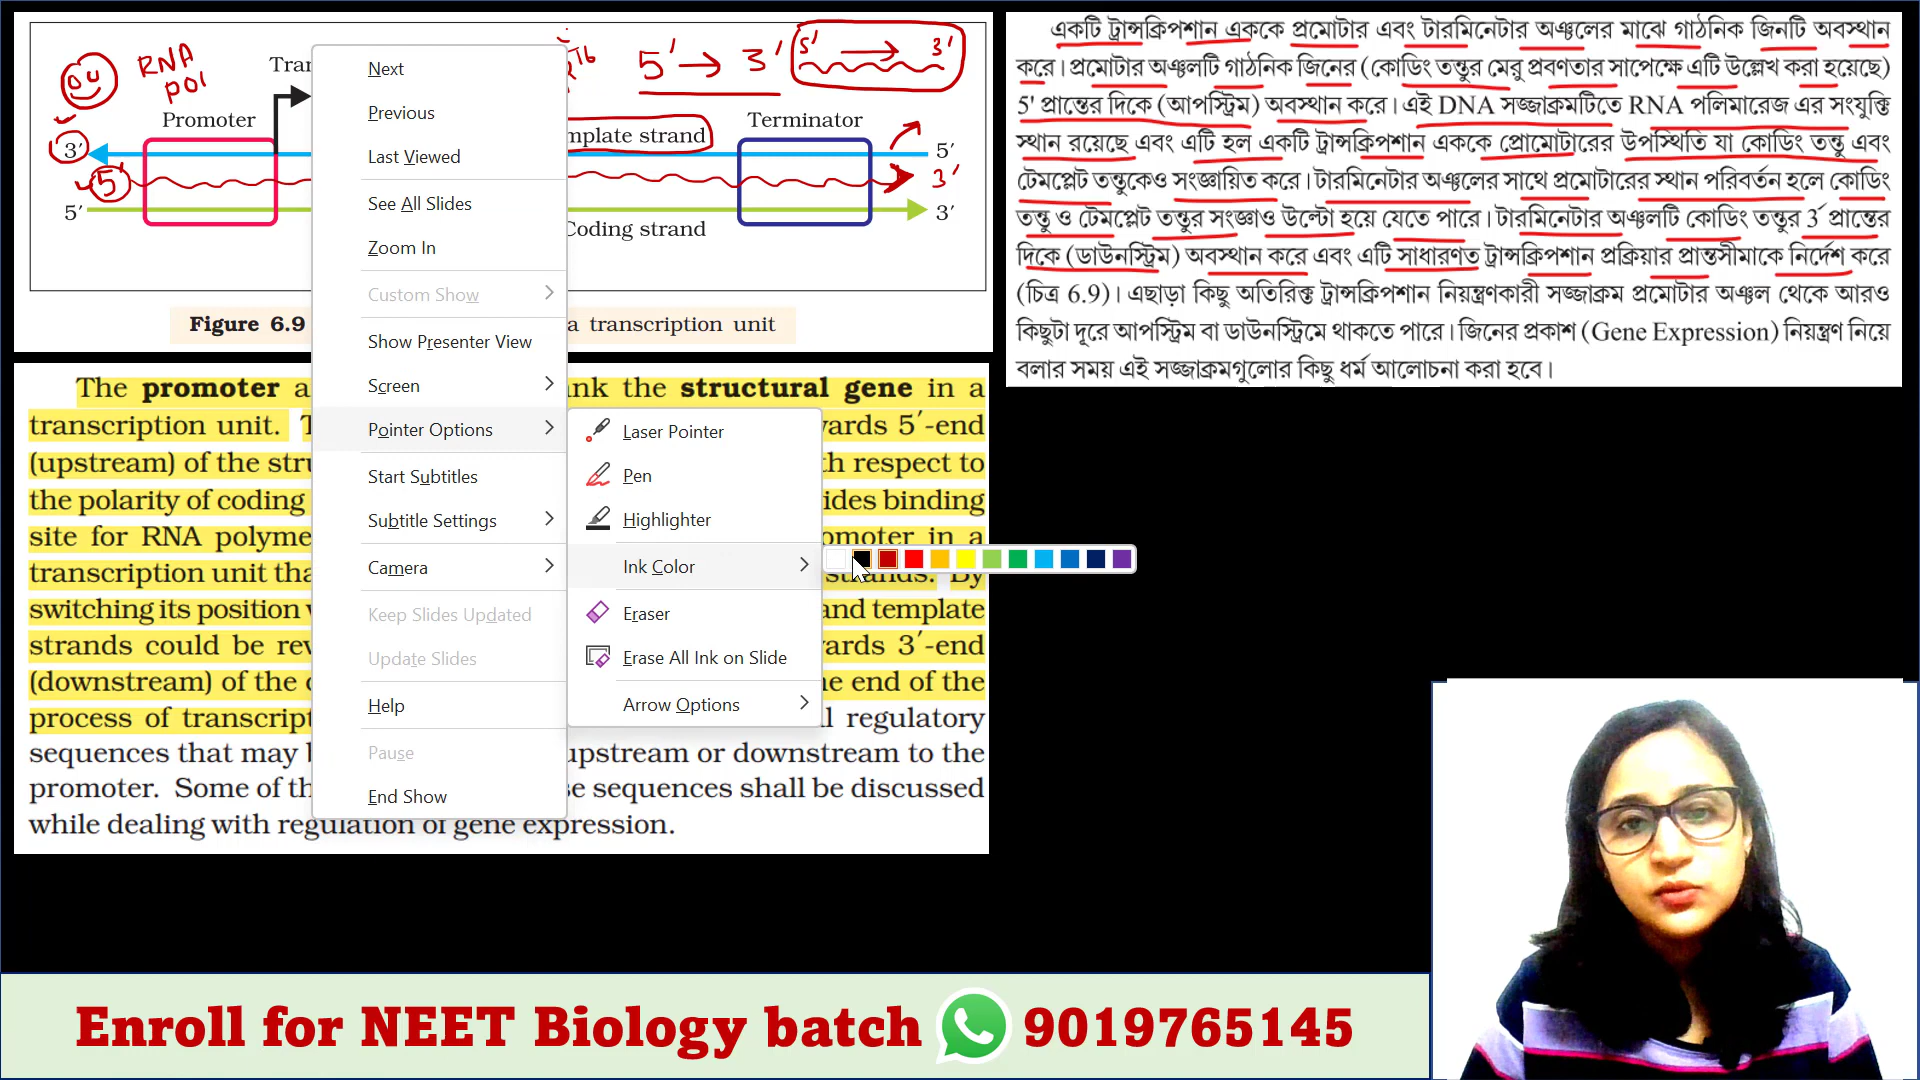 RNA
pol
Promoter
5' → 3'
5' → 3'
mplate strand
Terminator
3'
5'
5'
3'
5'
3'
Coding strand
Figure 6.9
a transcription unit
The promoter a
nk the structural gene in a
transcription unit.
wards 5′-end
(upstream) of the stru
th respect to
the polarity of coding
ides binding
site for RNA polyme
omoter in a
transcription unit tha
strands. By
switching its position
and template
strands could be rev
wards 3′-end
(downstream) of the
e end of the
process of transcript
l regulatory
sequences that may
upstream or downstream to the
promoter. Some of th
se sequences shall be discussed
while dealing with regulation of gene expression.
Next
Previous
Last Viewed
See All Slides
Zoom In
Custom Show
Show Presenter View
Screen
Pointer Options
Start Subtitles
Subtitle Settings
Camera
Keep Slides Updated
Update Slides
Help
Pause
End Show
Laser Pointer
Pen
Highlighter
Ink Color
Eraser
Erase All Ink on Slide
Arrow Options
একটি ট্রান্সক্রিপশান এককে প্রমোটার এবং টারমিনেটার অঞ্চলের মাঝে গাঠনিক জিনটি অবস্থান
করে। প্রমোটার অঞ্চলটি গাঠনিক জিনের (কোডিং তন্তুর মেরু প্রবণতার সাপেক্ষে এটি উল্লেখ করা হয়েছে)
5' প্রান্তের দিকে (আপস্ট্রিম) অবস্থান করে। এই DNA সজ্জাক্রমটিতে RNA পলিমারেজ এর সংযুক্তি
স্থান রয়েছে এবং এটি হল একটি ট্রান্সক্রিপশান এককে প্রোমোটারের উপস্থিতি যা কোডিং তন্তু এবং
টেমপ্লেট তন্তুকেও সংজ্ঞায়িত করে। টারমিনেটার অঞ্চলের সাথে প্রমোটারের স্থান পরিবর্তন হলে কোডিং
তন্তু ও টেমপ্লেট তন্তুর সংজ্ঞাও উল্টো হয়ে যেতে পারে। টারমিনেটার অঞ্চলটি কোডিং তন্তুর 3′ প্রান্তের
দিকে (ডাউনস্ট্রিম) অবস্থান করে এবং এটি সাধারণত ট্রান্সক্রিপশান প্রক্রিয়ার প্রান্তসীমাকে নির্দেশ করে
(চিত্র 6.9)। এছাড়া কিছু অতিরিক্ত ট্রান্সক্রিপশান নিয়ন্ত্রণকারী সজ্জাক্রম প্রমোটার অঞ্চল থেকে আরও
কিছুটা দূরে আপস্ট্রিম বা ডাউনস্ট্রিমে থাকতে পারে। জিনের প্রকাশ (Gene Expression) নিয়ন্ত্রণ নিয়ে
বলার সময় এই সজ্জাক্রমগুলোর কিছু ধর্ম আলোচনা করা হবে।
Enroll for NEET Biology batch 9019765145